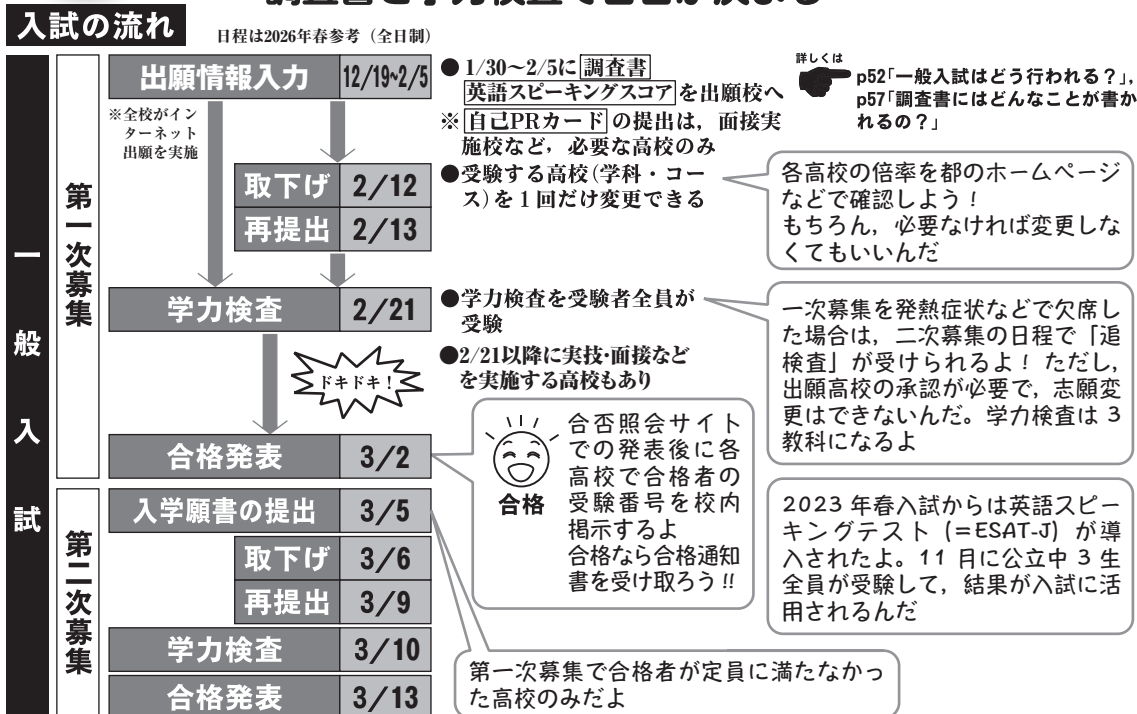 入試の流れ
日程は2026年春参考（全日制）
一般入試
第一次募集
出願情報入力 12/19~2/5
※全校がイン
ターネット
出願を実施
取下げ 2/12
再提出 2/13
学力検査 2/21
ドキドキ！
合格発表 3/2
●1/30～2/5に調査書
英語スピーキングスコアを出願校へ
※自己PRカードの提出は，面接実
施校など，必要な高校のみ
●受験する高校（学科・コー
ス）を１回だけ変更できる
詳しくは
p52「一般入試はどう行われる？」，
p57「調査書にはどんなことが書か
れるの？」
各高校の倍率を都のホームページ
などで確認しよう！
もちろん，必要なければ変更しな
くてもいいんだ
●学力検査を受験者全員が
受験
●2/21以降に実技・面接など
を実施する高校もあり
一次募集を発熱症状などで欠席し
た場合は，二次募集の日程で「追
検査」が受けられるよ！ただし，
出願高校の承認が必要で，志願変
更はできないんだ。学力検査は３
教科になるよ
合格
合否照会サイト
での発表後に各
高校で合格者の
受験番号を校内
掲示するよ
合格なら合格通知
書を受け取ろう!!
2023年春入試からは英語スピー
キングテスト（＝ESAT-J）が導
入されたよ。11月に公立中３生
全員が受験して，結果が入試に活
用されるんだ
第二次募集
入学願書の提出 3/5
取下げ 3/6
再提出 3/9
学力検査 3/10
合格発表 3/13
第一次募集で合格者が定員に満たなかっ
た高校のみだよ